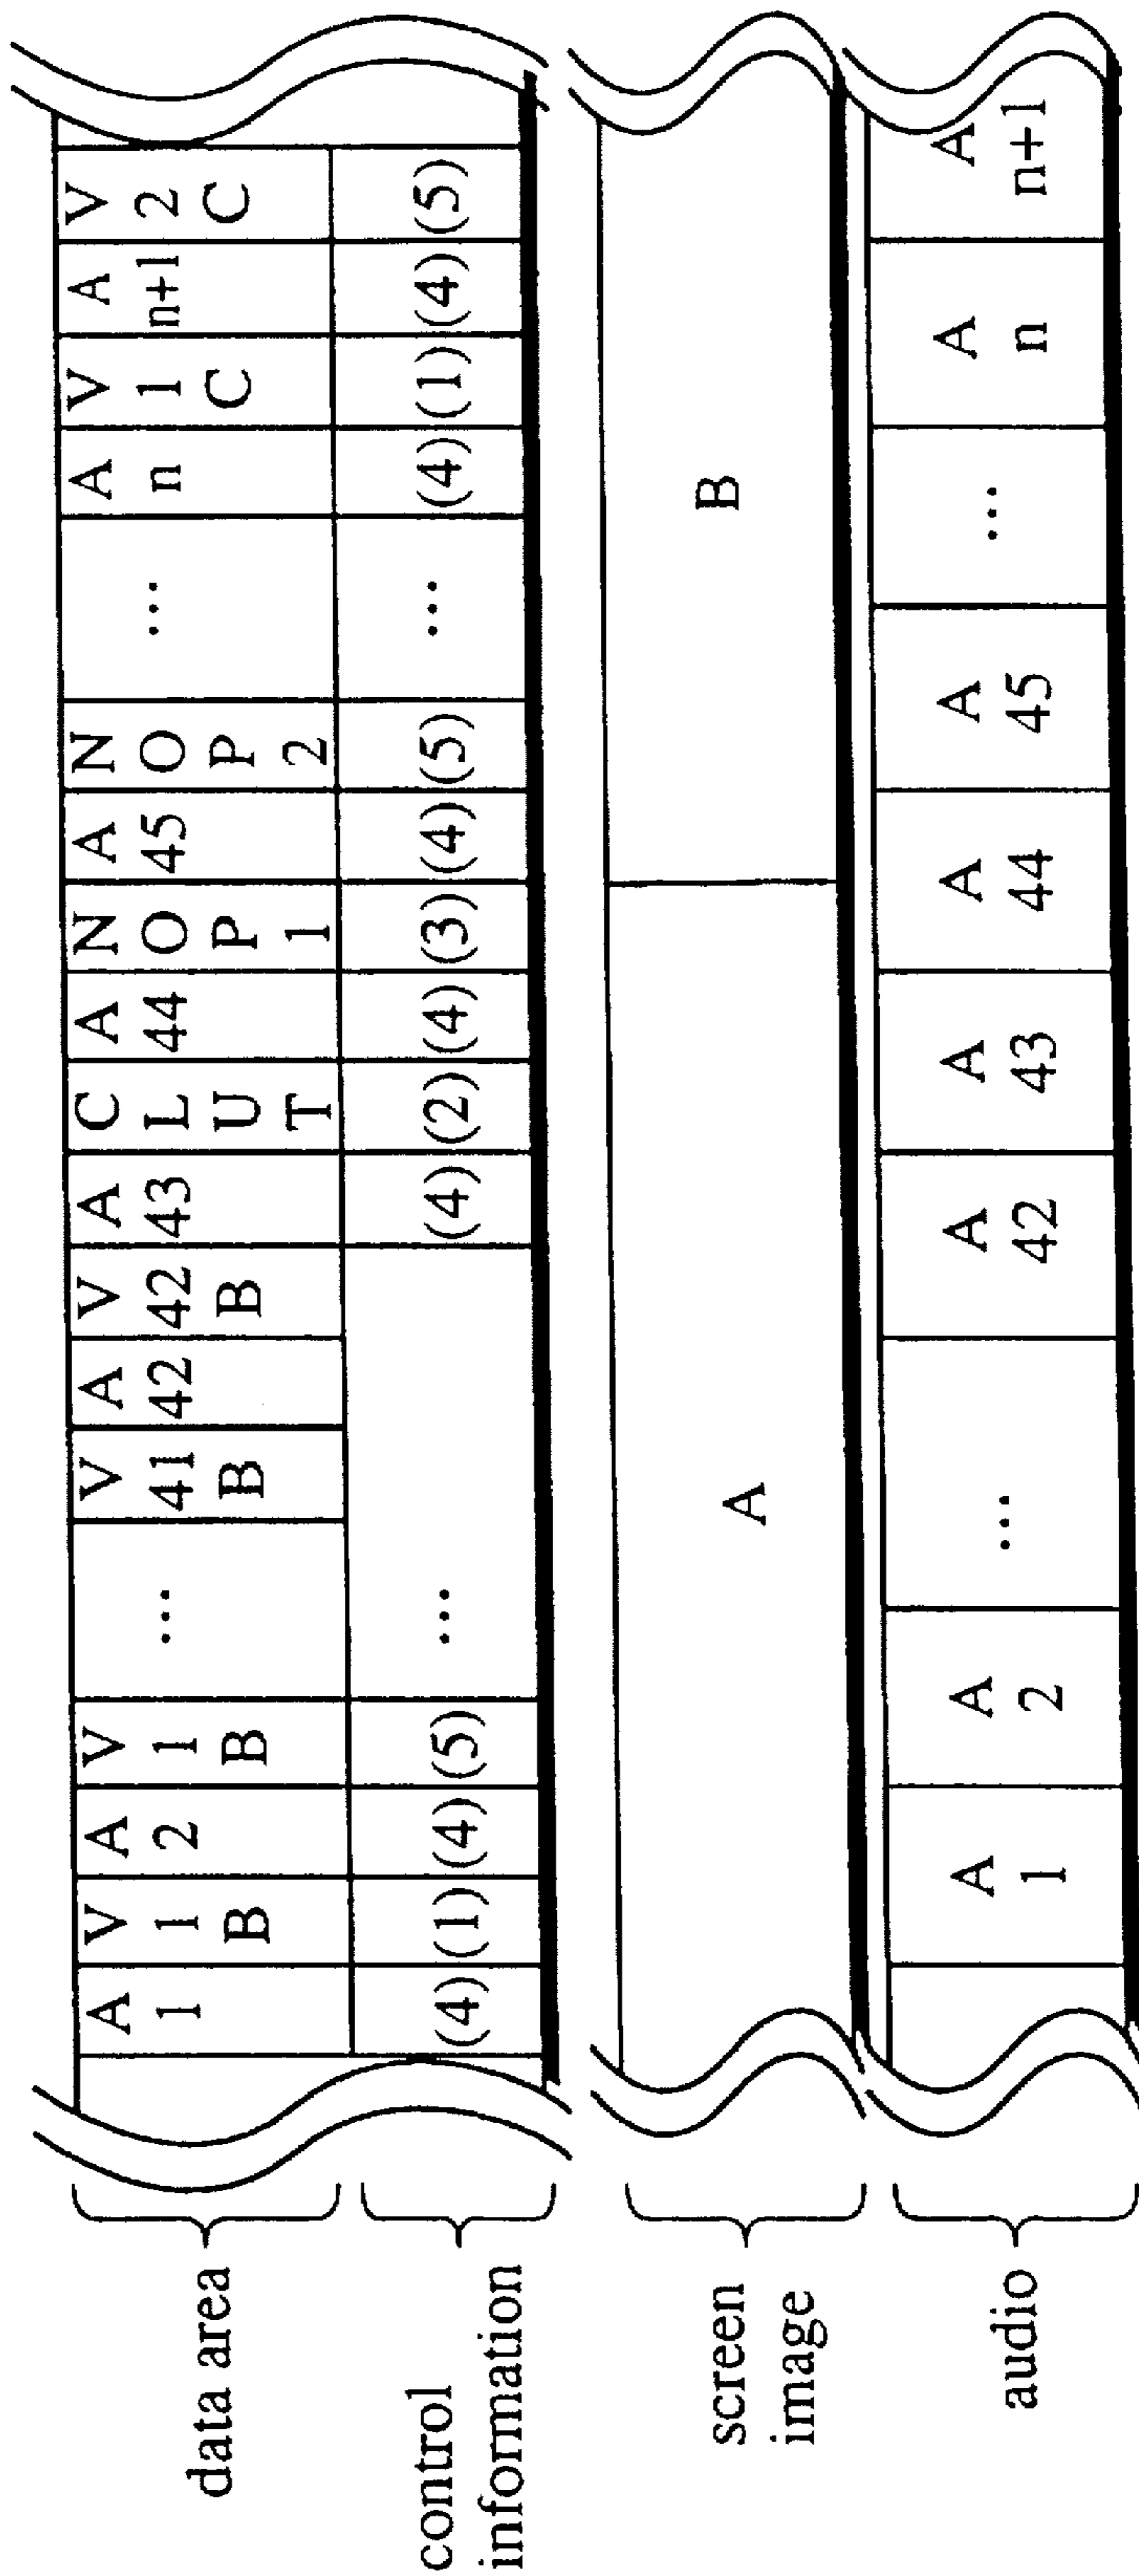 data area
A 1
V 1 B
A 2
V 1 B
...
V 41 B
A 42
V 42 B
A 43
C L U T
A 44
N O P 1
A 45
N O P 2
...
A n
V 1 C
A n+1
V 2 C
control
information
(4) (1) (4) (5) ... (4) (2) (4) (3) (4) (5) ... (4) (1) (4) (5)
screen
image
A B
audio
A 1
A 2
...
A 42
A 43
A 44
A 45
...
A n
A n+1